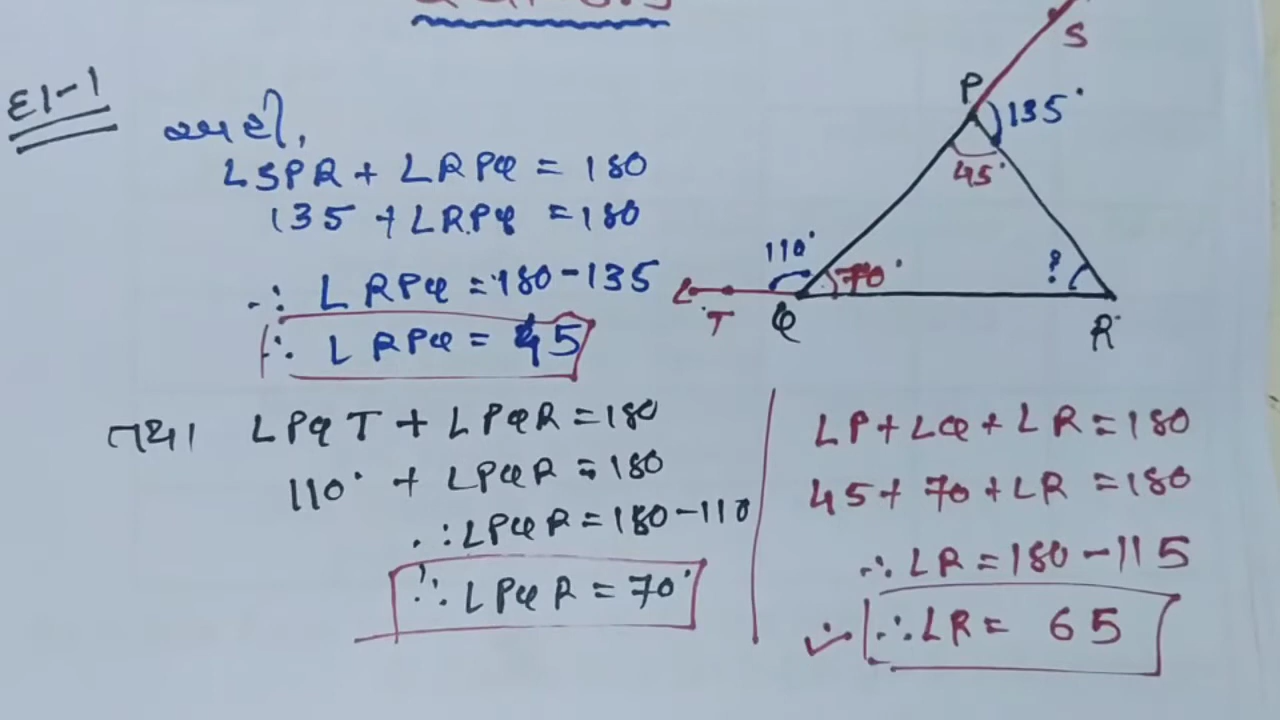 દા-1
અહીં,
∠SPR + ∠RPQ = 180
135 + ∠RPQ = 180
∴ ∠RPQ = 180 - 135
∴ ∠RPQ = 45
તથા ∠PQT + ∠PQR = 180
110° + ∠PQR = 180
∴ ∠PQR = 180 - 110
∴ ∠PQR = 70°
S
P
135°
45°
110°
70°
?
T
Q
R
∠P + ∠Q + ∠R = 180
45 + 70 + ∠R = 180
∴ ∠R = 180 - 115
∴ ∠R = 65